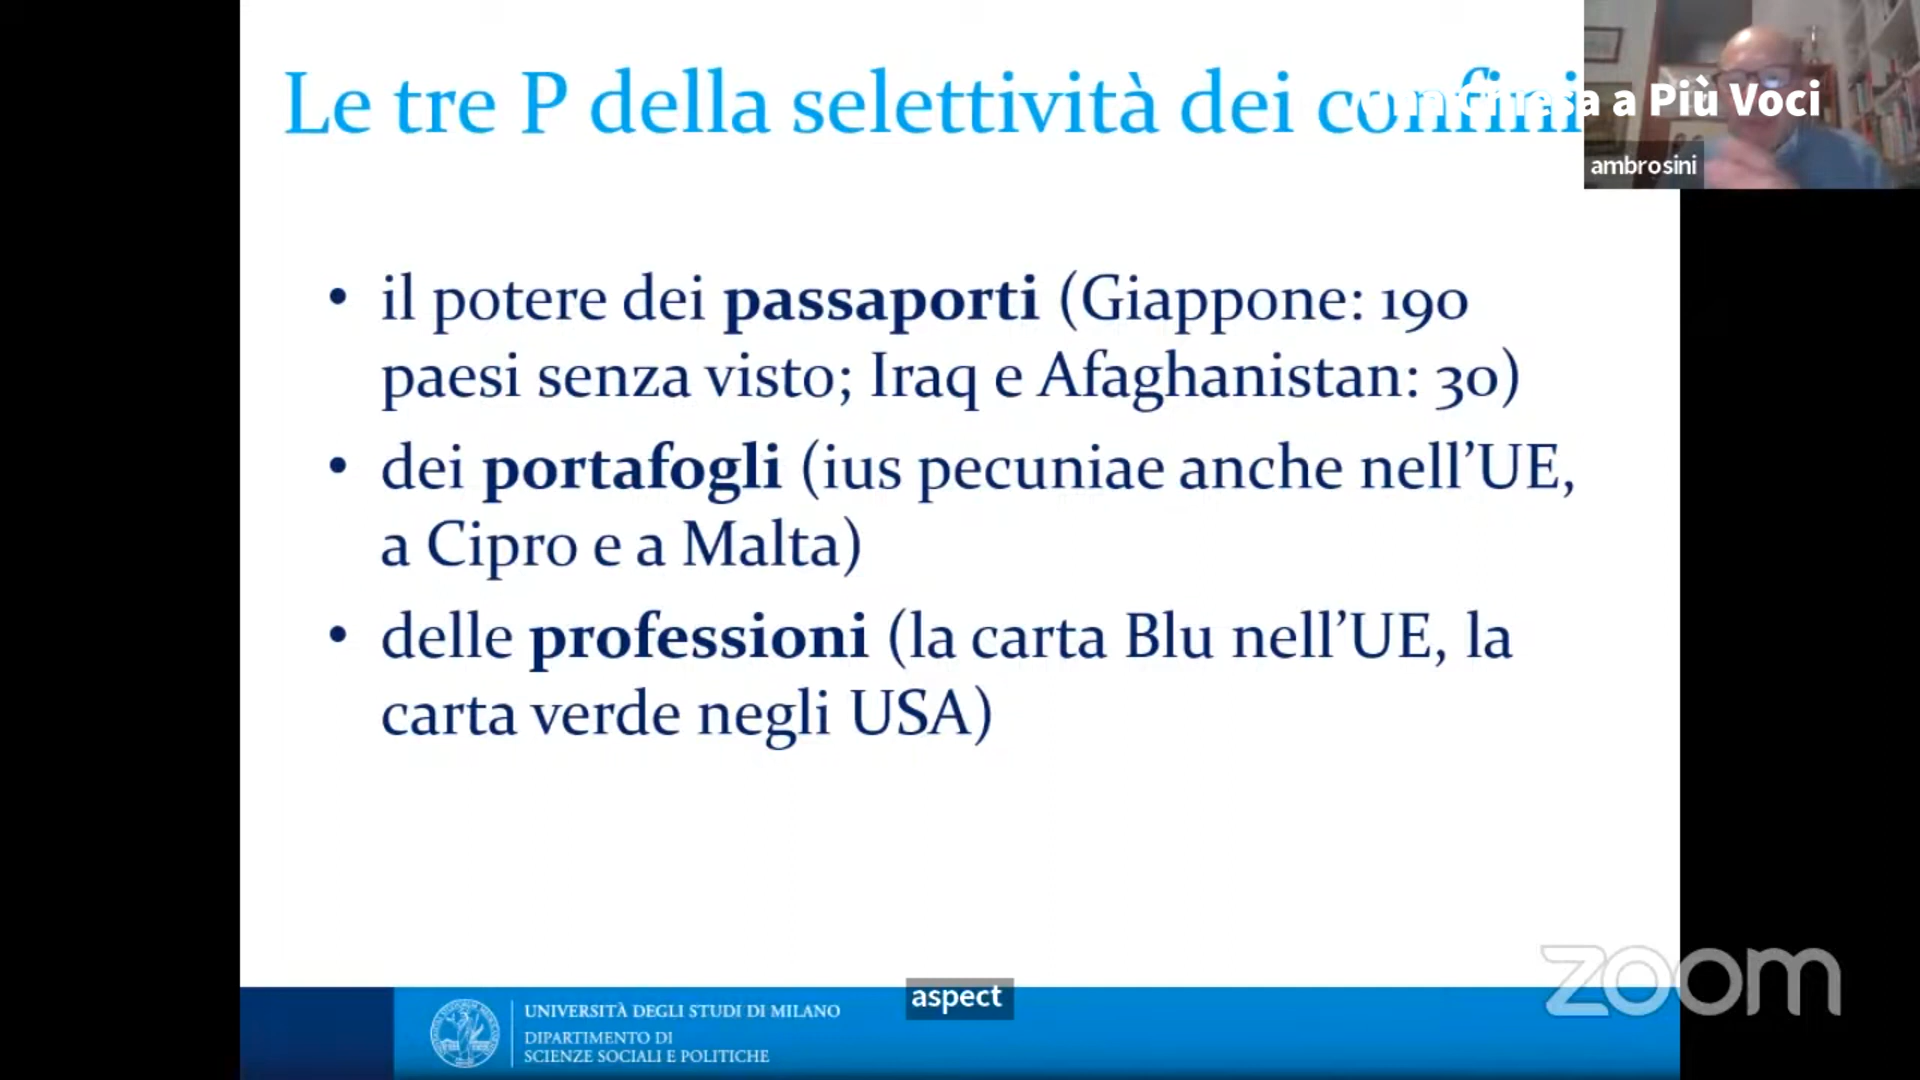 Le tre P della selettività dei confini
a Più Voci
ambrosini
• il potere dei passaporti (Giappone: 190
paesi senza visto; Iraq e Afaghanistan: 30)
• dei portafogli (ius pecuniae anche nell’UE,
a Cipro e a Malta)
• delle professioni (la carta Blu nell’UE, la
carta verde negli USA)
aspect
UNIVERSITÀ DEGLI STUDI DI MILANO
DIPARTIMENTO DI
SCIENZE SOCIALI E POLITICHE
zoom